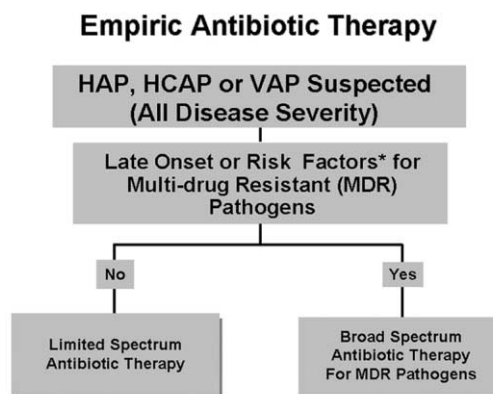 Empiric Antibiotic Therapy
HAP, HCAP or VAP Suspected
(All Disease Severity)
Late Onset or Risk Factors* for
Multi-drug Resistant (MDR)
Pathogens
No
Yes
Limited Spectrum
Antibiotic Therapy
Broad Spectrum
Antibiotic Therapy
For MDR Pathogens